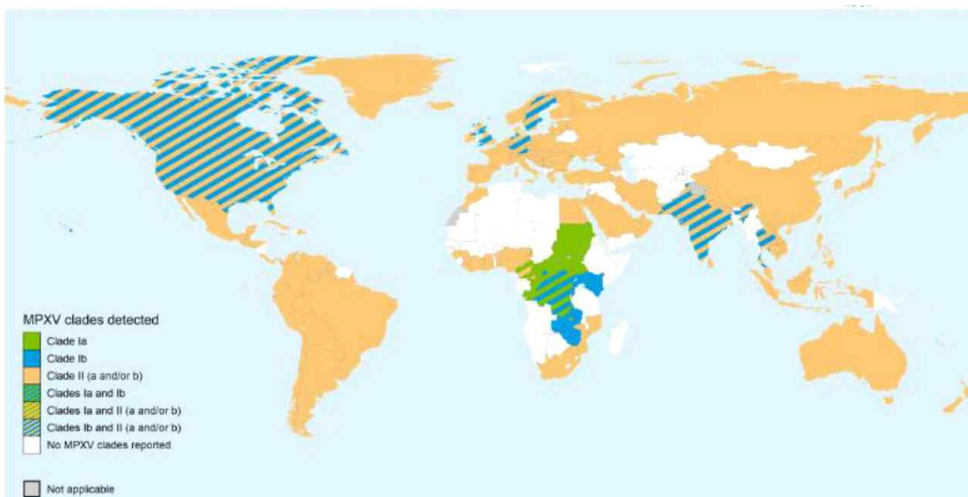 MPXV clades detected
Clade Ia
Clade Ib
Clade II (a and/or b)
Clades Ia and Ib
Clades Ia and II (a and/or b)
Clades Ib and II (a and/or b)
No MPXV clades reported
Not applicable